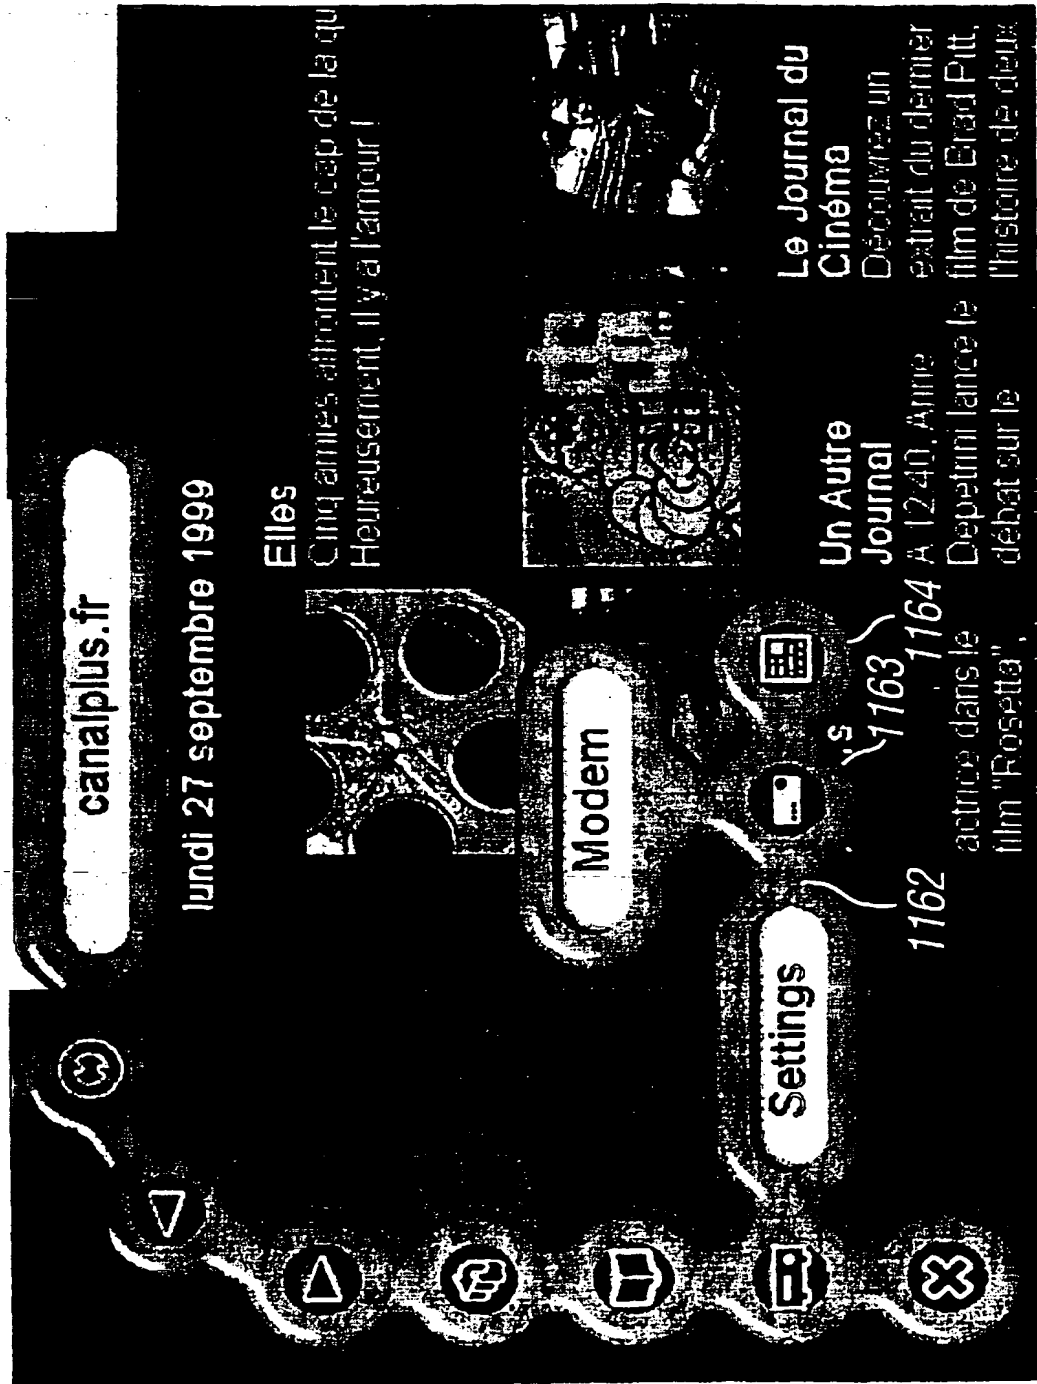 canalplus.fr
lundi 27 septembre 1999
Elles
Cinq amies affrontent le cap de la qu
Heureusement, il y a l'amour !
Modem
Settings
1162
1163
1164
's
actrice dans le
film "Rosetta",
Un Autre
Journal
A 12.40, Anne
Depetrini lance le
débat sur le
Le Journal du
Cinéma
Découvrez un
extrait du dernier
film de Brad Pitt,
l'histoire de deux